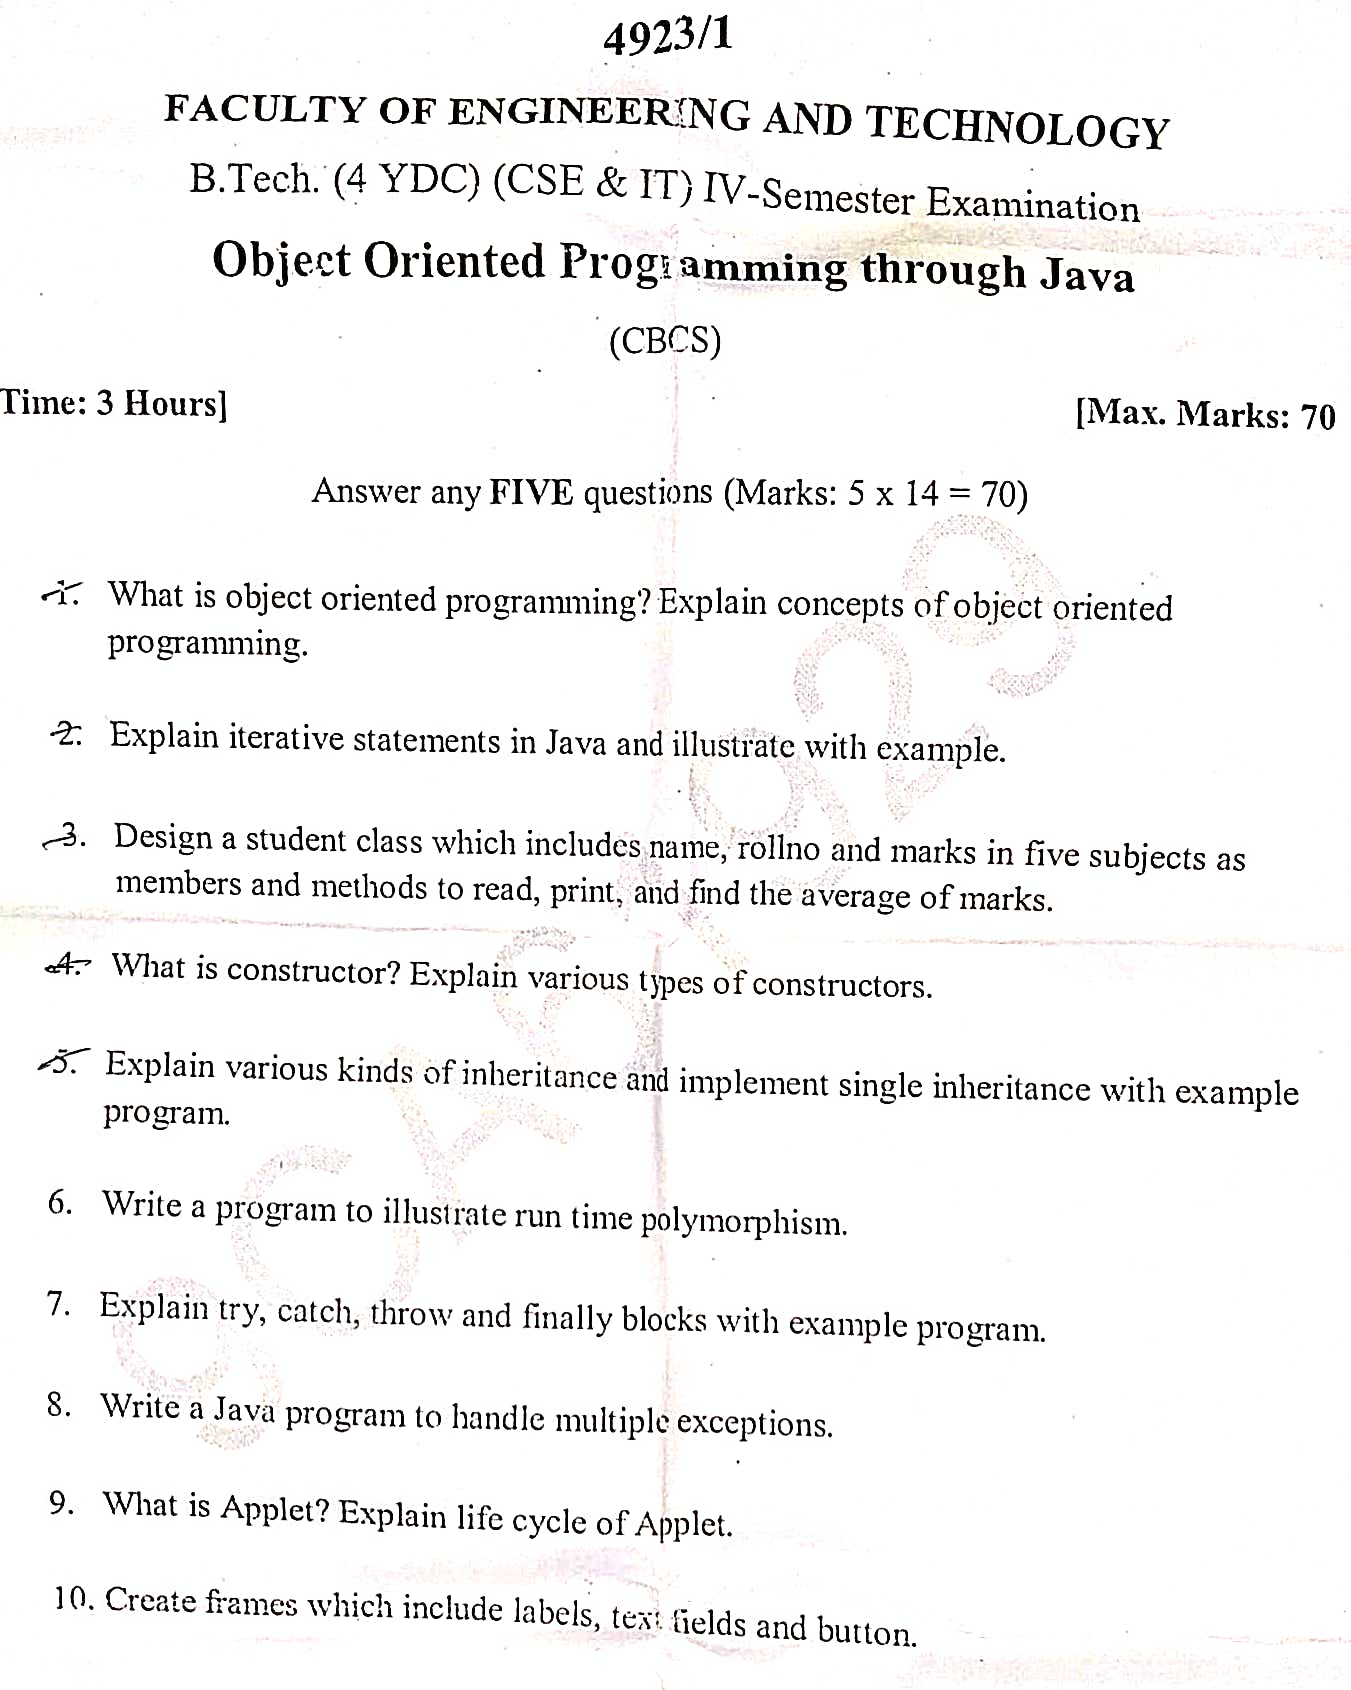 4923/1
FACULTY OF ENGINEERING AND TECHNOLOGY
B.Tech. (4 YDC) (CSE & IT) IV-Semester Examination
Object Oriented Programming through Java
(CBCS)
Time: 3 Hours] [Max. Marks: 70
Answer any FIVE questions (Marks: 5 x 14 = 70)
1. What is object oriented programming? Explain concepts of object oriented
programming.
2. Explain iterative statements in Java and illustrate with example.
3. Design a student class which includes name, rollno and marks in five subjects as
members and methods to read, print, and find the average of marks.
4. What is constructor? Explain various types of constructors.
5. Explain various kinds of inheritance and implement single inheritance with example
program.
6. Write a program to illustrate run time polymorphism.
7. Explain try, catch, throw and finally blocks with example program.
8. Write a Java program to handle multiple exceptions.
9. What is Applet? Explain life cycle of Applet.
10. Create frames which include labels, text fields and button.